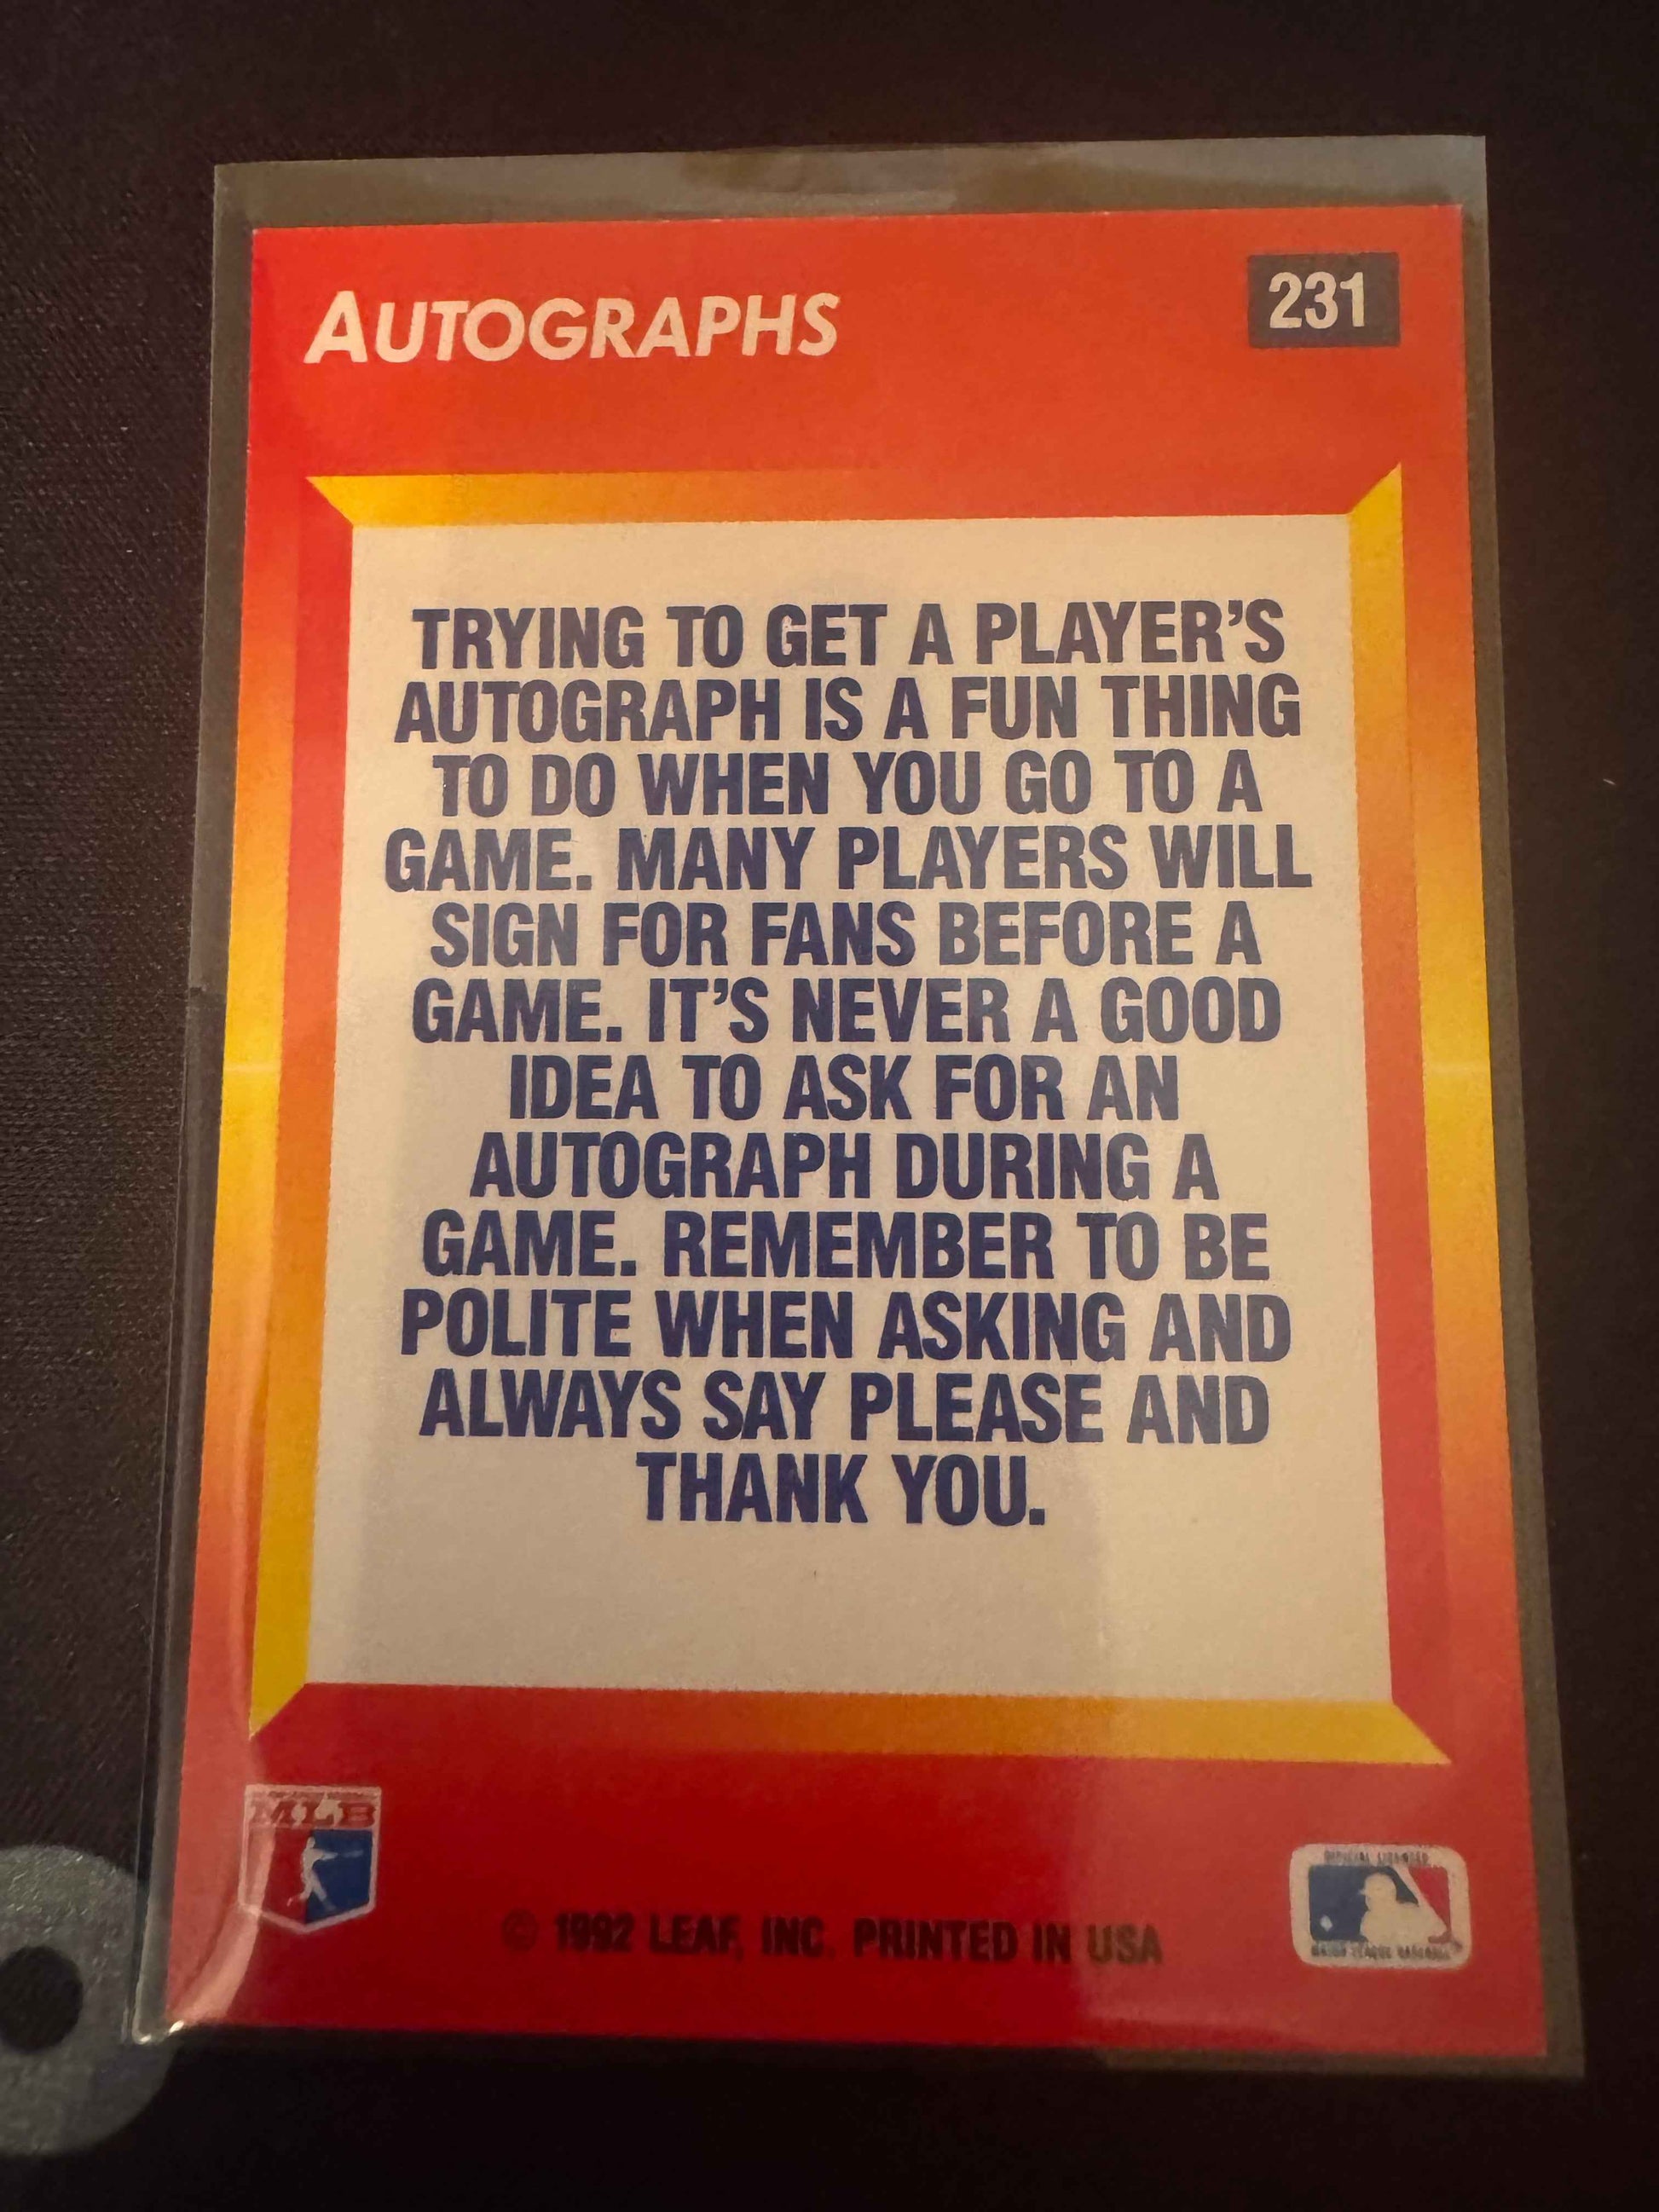 AUTOGRAPHS
231
TRYING TO GET A PLAYER'S
AUTOGRAPH IS A FUN THING
TO DO WHEN YOU GO TO A
GAME. MANY PLAYERS WILL
SIGN FOR FANS BEFORE A
GAME. IT'S NEVER A GOOD
IDEA TO ASK FOR AN
AUTOGRAPH DURING A
GAME. REMEMBER TO BE
POLITE WHEN ASKING AND
ALWAYS SAY PLEASE AND
THANK YOU.
MLB
© 1992 LEAF, INC. PRINTED IN USA